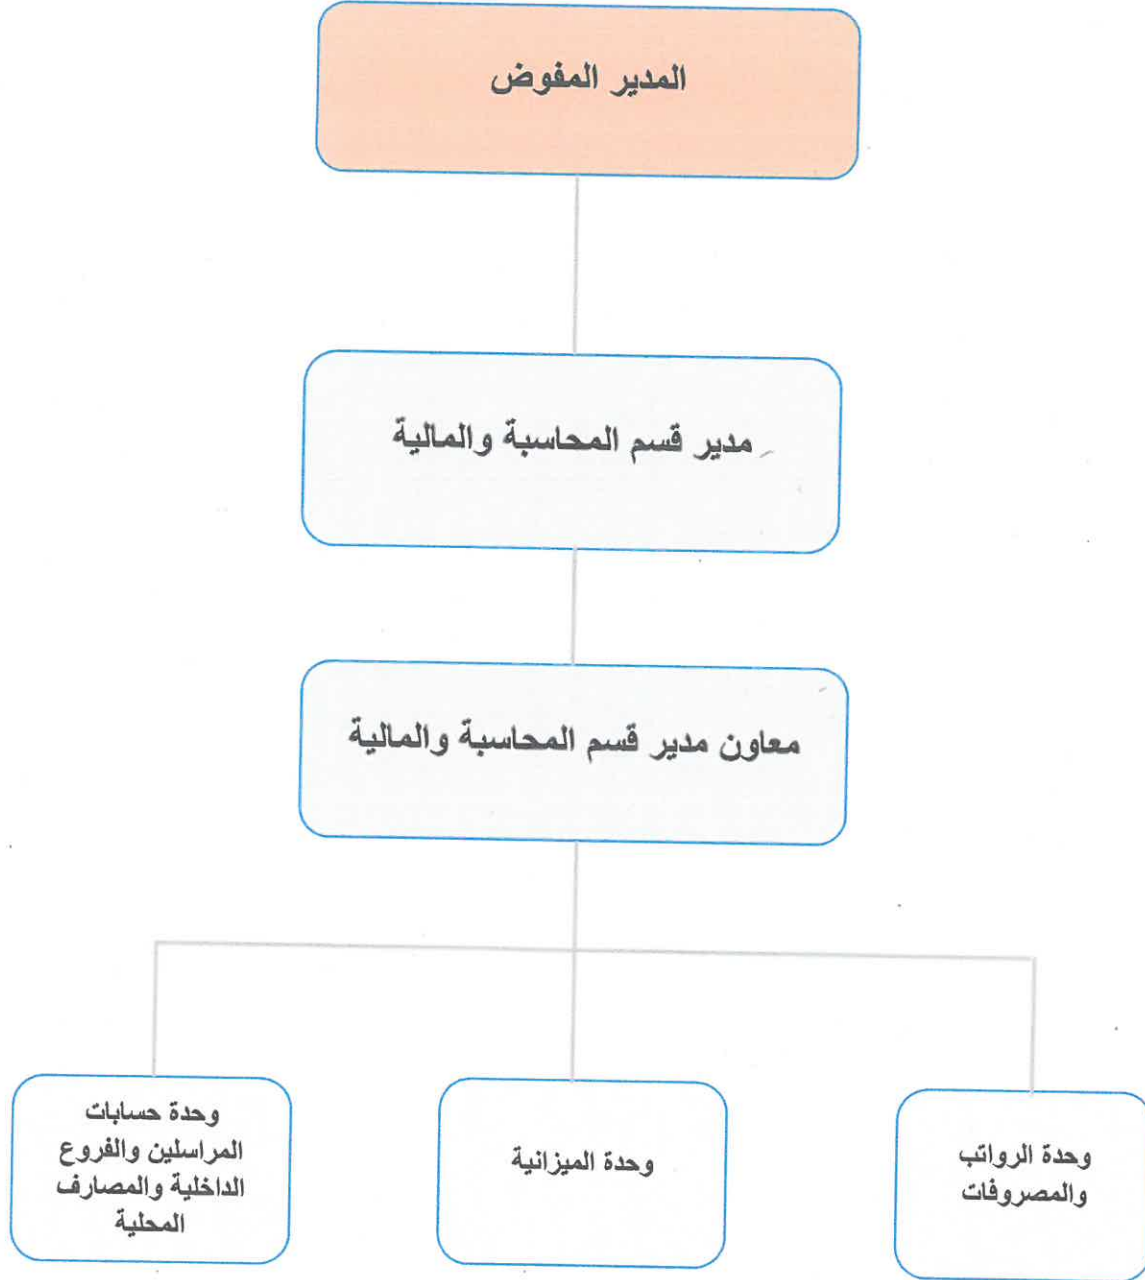 المدير المفوض
مدير قسم المحاسبة والمالية
معاون مدير قسم المحاسبة والمالية
وحدة الرواتب
والمصروفات
وحدة الميزانية
وحدة حسابات
المراسلين والفروع
الداخلية والمصارف
المحلية